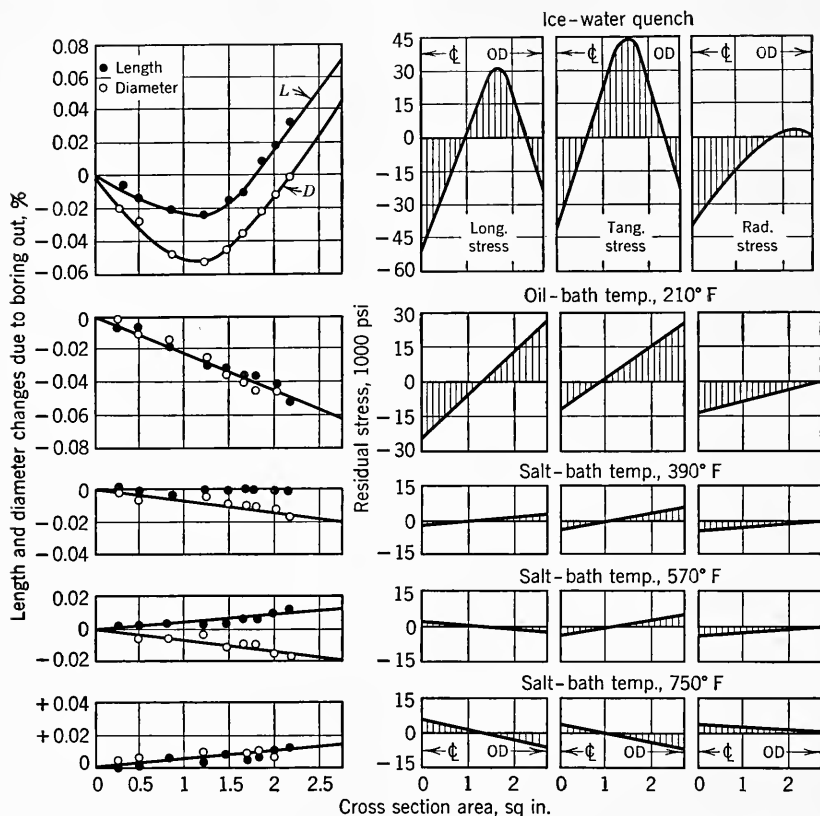 Ice-water quench
0.08
0.06
0.04
0.02
0
-0.02
-0.04
-0.06
Length
Diameter
L
D
45
30
15
0
-15
-30
-45
-60
℄ OD
℄ OD
℄ OD
Long. stress
Tang. stress
Rad. stress
Oil-bath temp., 210° F
0
-0.02
-0.04
-0.06
-0.08
30
15
0
-15
-30
Salt-bath temp., 390° F
0
-0.02
-0.04
15
0
-15
Salt-bath temp., 570° F
0.02
0
-0.02
15
0
-15
Salt-bath temp., 750° F
+0.04
+0.02
0
15
0
-15
℄ OD
℄ OD
℄ OD
0 0.5 1 1.5 2 2.5
0 1 2
0 1 2
0 1 2
Cross section area, sq in.
Length and diameter changes due to boring out, %
Residual stress, 1000 psi